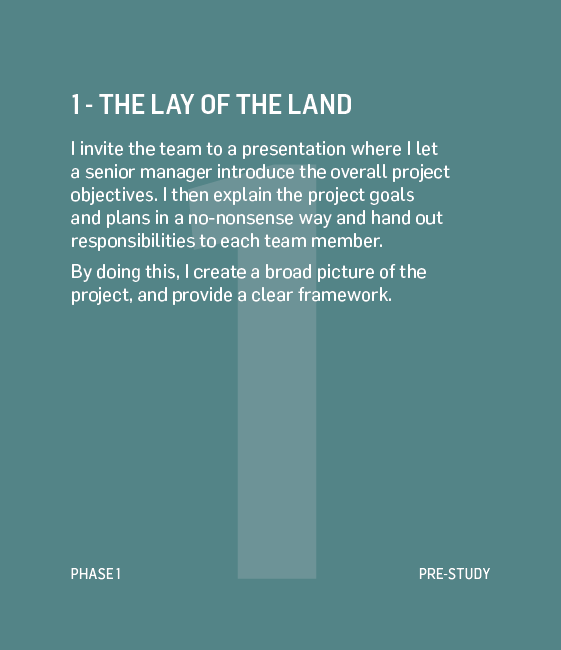 1 - THE LAY OF THE LAND
I invite the team to a presentation where I let
a senior manager introduce the overall project
objectives. I then explain the project goals
and plans in a no-nonsense way and hand out
responsibilities to each team member.
By doing this, I create a broad picture of the
project, and provide a clear framework.
1
PHASE 1
PRE-STUDY